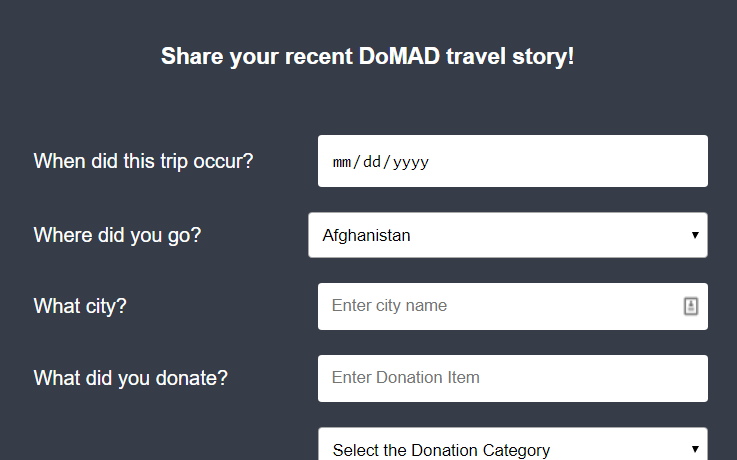 Share your recent DoMAD travel story!
When did this trip occur?
mm/dd/yyyy
Where did you go?
Afghanistan
What city?
Enter city name
What did you donate?
Enter Donation Item
Select the Donation Category